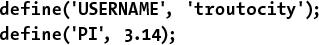 define('USERNAME', 'troutocity');
define('PI', 3.14);